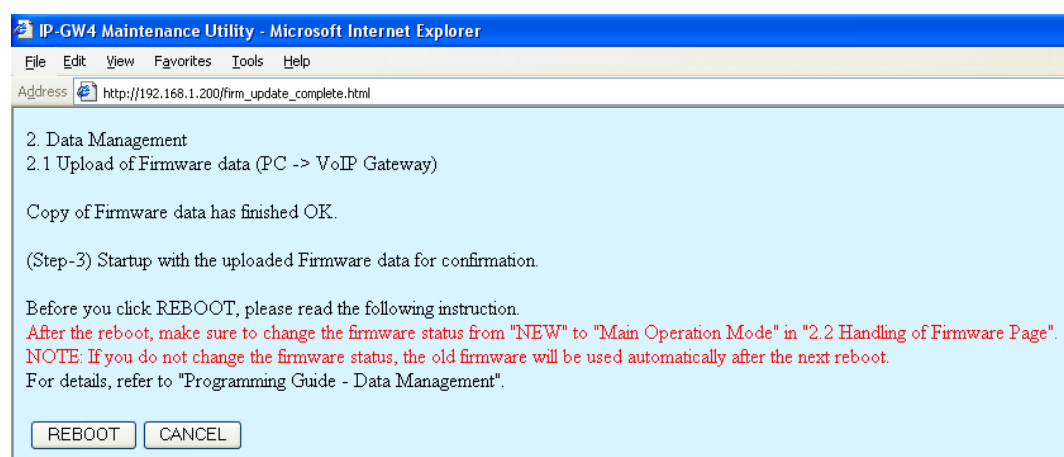 IP-GW4 Maintenance Utility - Microsoft Internet Explorer
File Edit View Favorites Tools Help
Address http://192.168.1.200/firm_update_complete.html
2. Data Management
2.1 Upload of Firmware data (PC -> VoIP Gateway)
Copy of Firmware data has finished OK.
(Step-3) Startup with the uploaded Firmware data for confirmation.
Before you click REBOOT, please read the following instruction.
After the reboot, make sure to change the firmware status from "NEW" to "Main Operation Mode" in "2.2 Handling of Firmware Page".
NOTE: If you do not change the firmware status, the old firmware will be used automatically after the next reboot.
For details, refer to "Programming Guide - Data Management".
REBOOT CANCEL